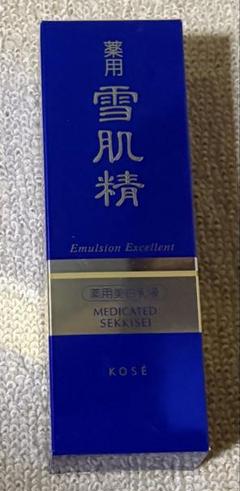 薬用
雪肌精
Emulsion Excellent
薬用美白乳液
MEDICATED
SEKKISEI
KOSÉ